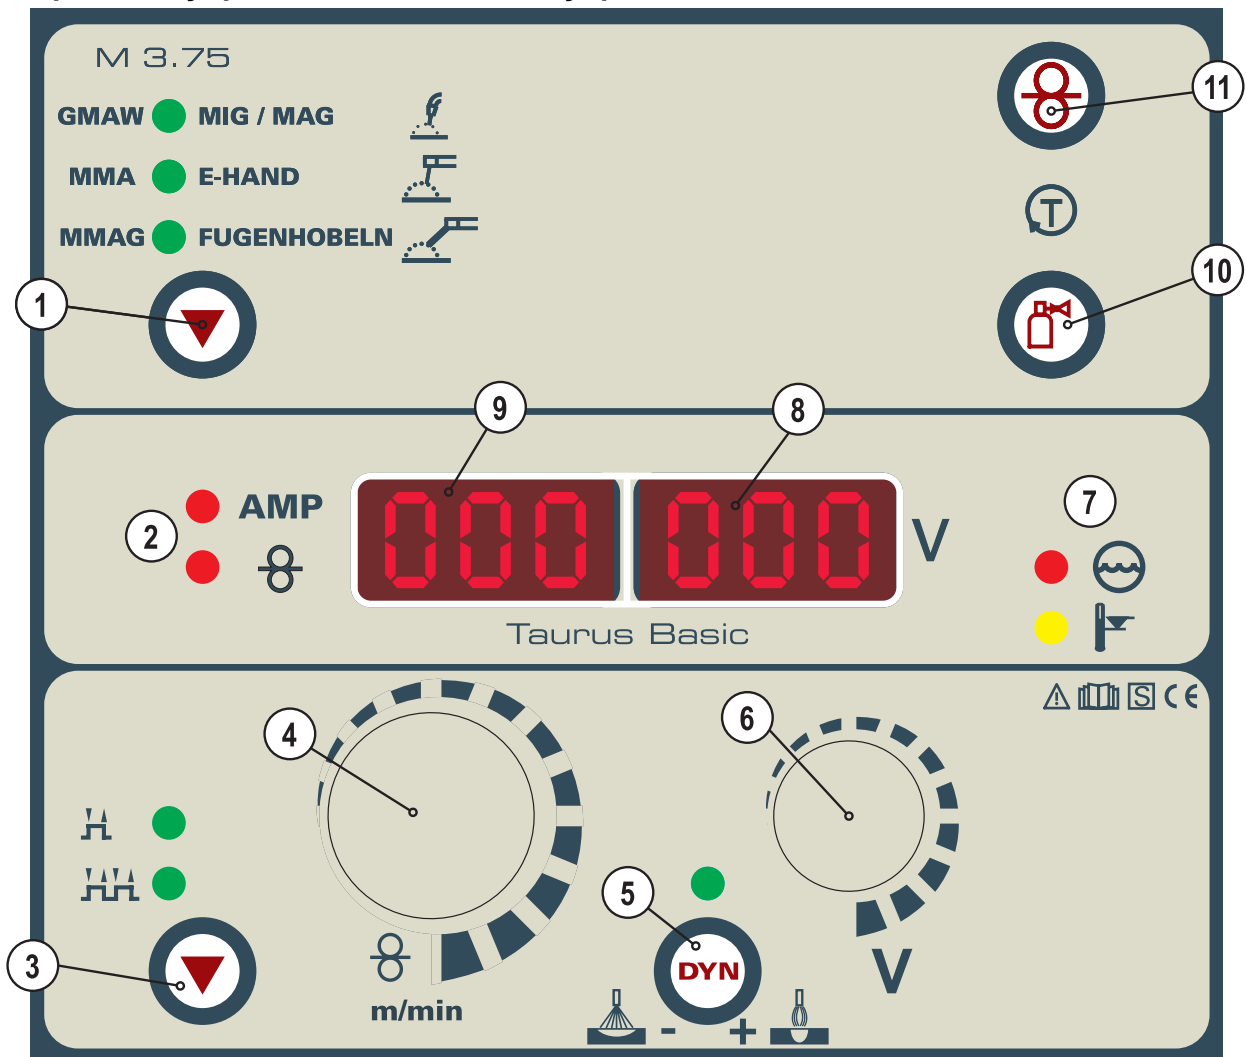 M 3.75
GMAW MIG / MAG
MMA E-HAND
MMAG FUGENHOBELN
11
T
10
1
9
8
7
2
AMP
000 000
V
Taurus Basic
S CE
4
6
5
3
DYN
m/min
- +
V